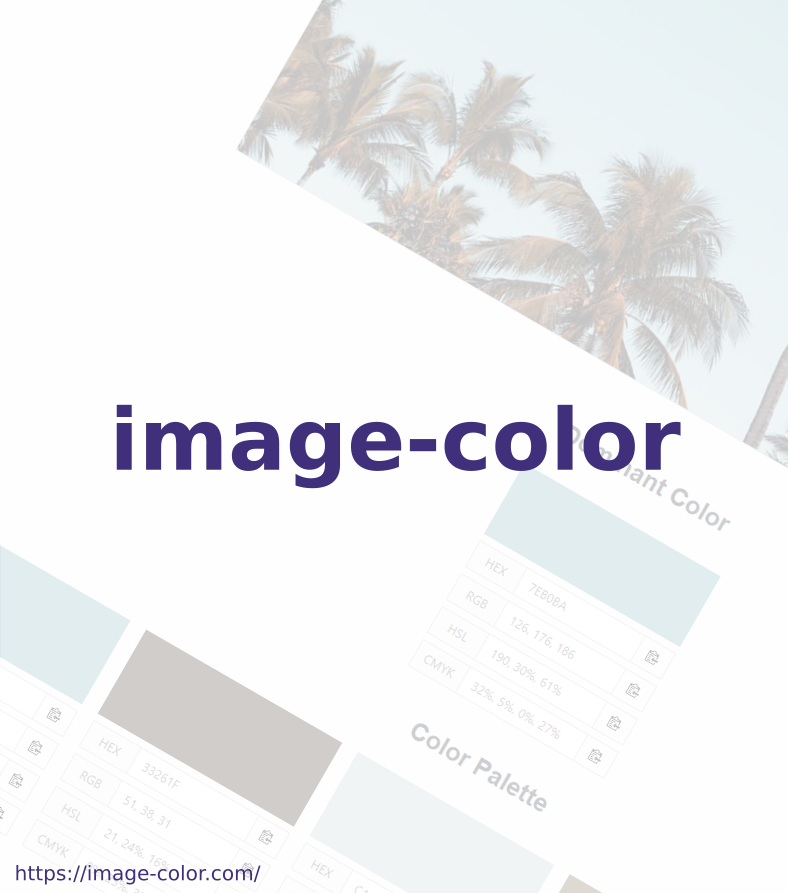 image-color
Dominant Color
HEX 7EB0BA
RGB 126, 176, 186
HSL 190, 30%, 61%
CMYK 32%, 5%, 0%, 27%
Color Palette
HEX 33261F
RGB 51, 38, 31
HSL 21, 24%, 16%
CMYK
HEX
RGB
https://image-color.com/